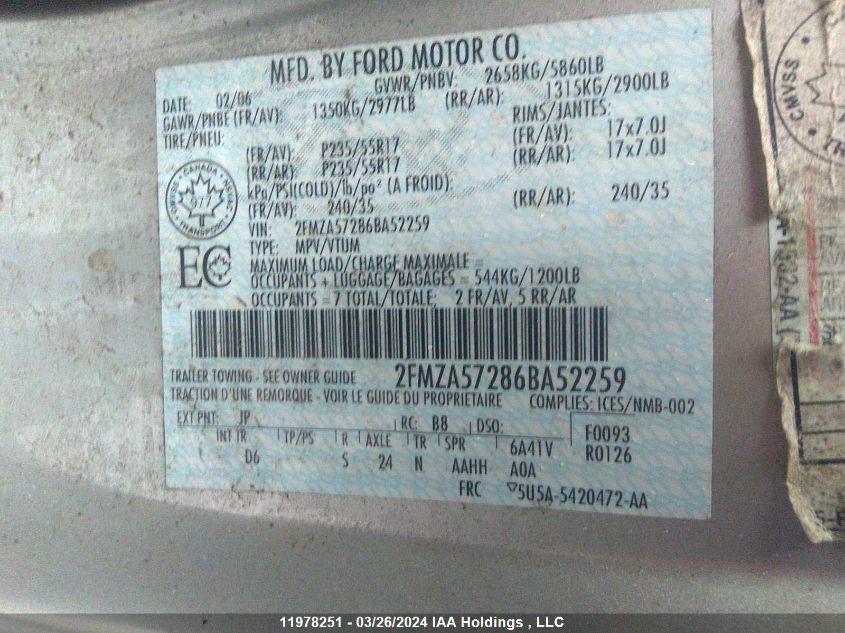 MFD. BY FORD MOTOR CO.
DATE: 02/06 GVWR/PNBV: 2658KG/5860LB
GAWR/PNBE (FR/AV): 1350KG/2977LB (RR/AR): 1315KG/2900LB
TIRE/PNEU: RIMS/JANTES:
(FR/AV): P235/55R17 (FR/AV): 17x7.0J
(RR/AR): P235/55R17 (RR/AR): 17x7.0J
kPa/PSI(COLD)/lb/po² (A FROID):
(FR/AV): 240/35 (RR/AR): 240/35
VIN: 2FMZA57286BA52259
TYPE: MPV/VTUM
CANADA
977
TRANSPORT
EC
MAXIMUM LOAD/CHARGE MAXIMALE =
OCCUPANTS + LUGGAGE/BAGAGES = 544KG/1200LB
OCCUPANTS = 7 TOTAL/TOTALE: 2 FR/AV, 5 RR/AR
TRAILER TOWING - SEE OWNER GUIDE 2FMZA57286BA52259
TRACTION D'UNE REMORQUE - VOIR LE GUIDE DU PROPRIETAIRE COMPLIES: ICES/NMB-002
EXT PNT: JP RC: B8 DSO: F0093
INT TR TP/PS R AXLE TR SPR 6A41V R0126
D6 S 24 N AAHH A0A
FRC ▽5U5A-5420472-AA
CMVSS
11978251 - 03/26/2024 IAA Holdings , LLC